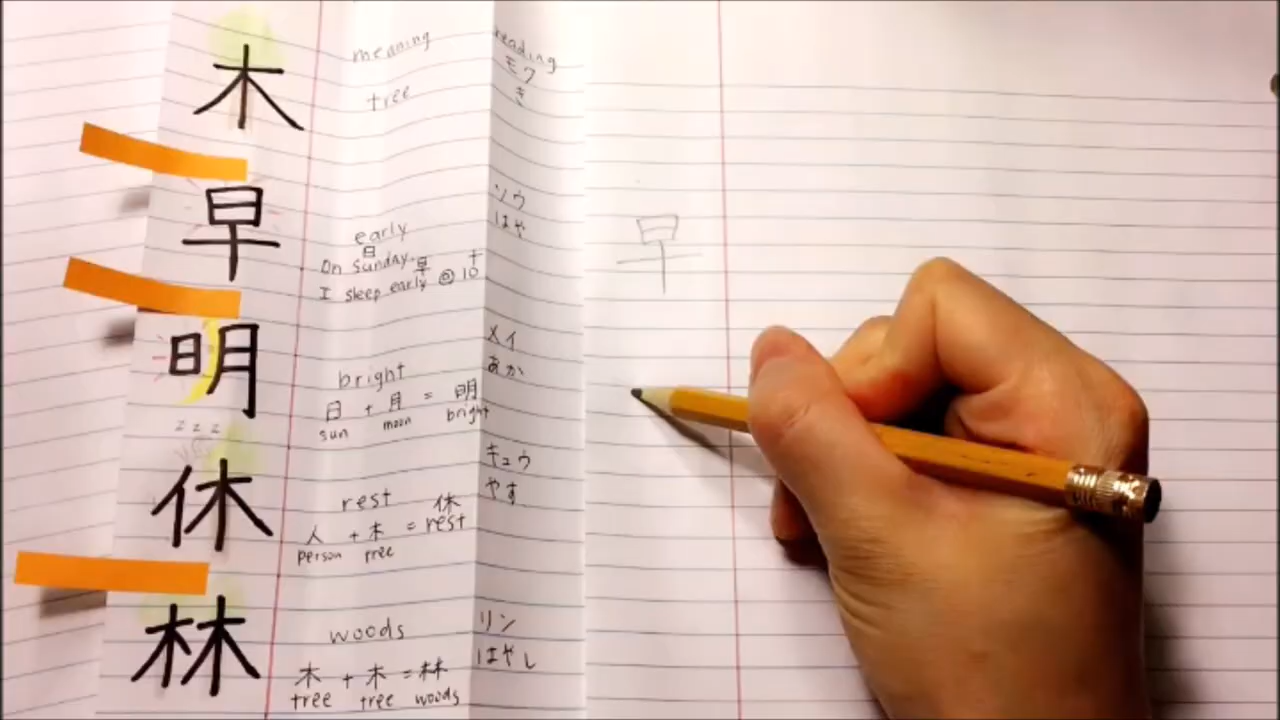 meaning
reading
木
tree
モク
き
早
early
日
On Sunday,
早 十
I sleep early @ 10
ソウ
はや
早
明
bright
日 + 月 = 明
sun moon bright
メイ
あか
z z z
休
rest
休
人 + 木 = rest
person tree
キュウ
やす
林
woods
木 + 木 = 林
tree tree woods
リン
はやし